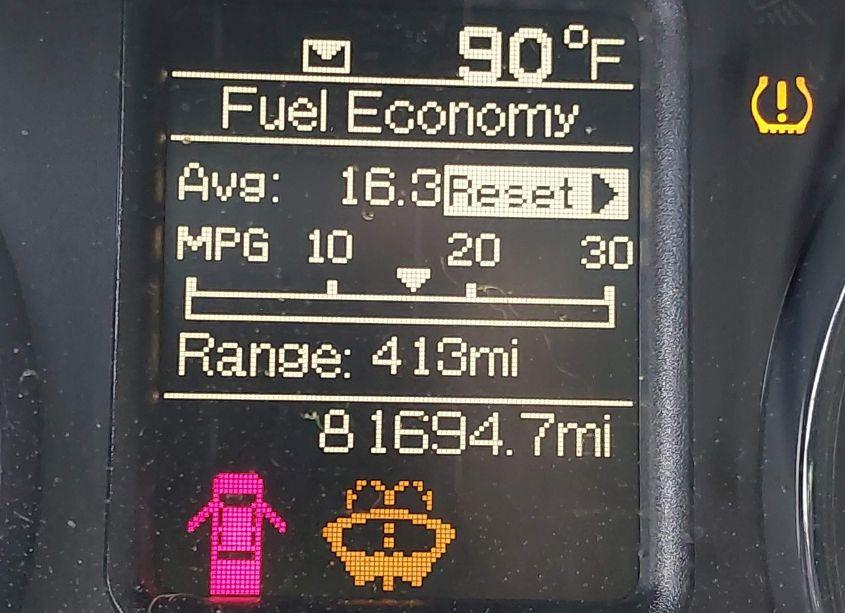 90°F
Fuel Economy
Avg: 16.3 Reset
MPG 10 20 30
Range: 413mi
81694.7mi